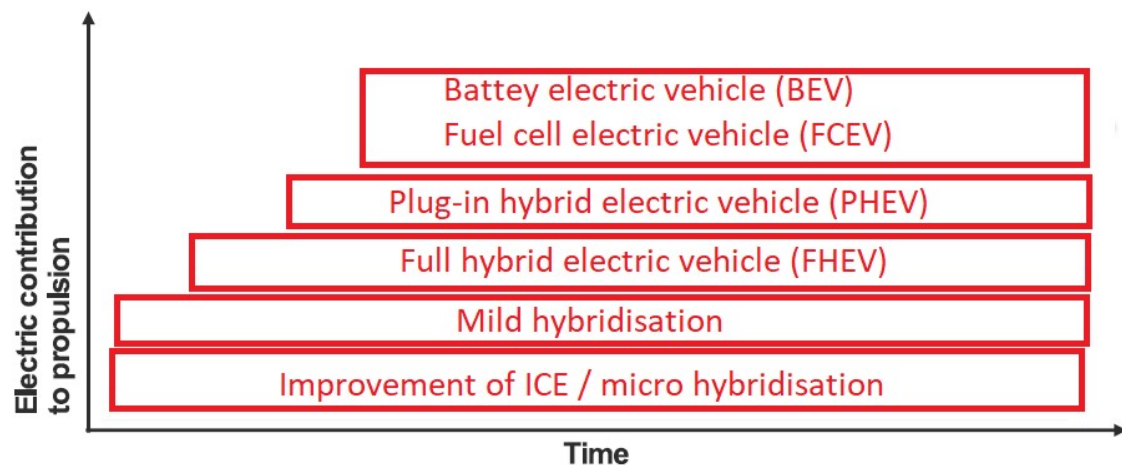 Battey electric vehicle (BEV)
Fuel cell electric vehicle (FCEV)
Plug-in hybrid electric vehicle (PHEV)
Full hybrid electric vehicle (FHEV)
Mild hybridisation
Improvement of ICE / micro hybridisation
Electric contribution
to propulsion
Time